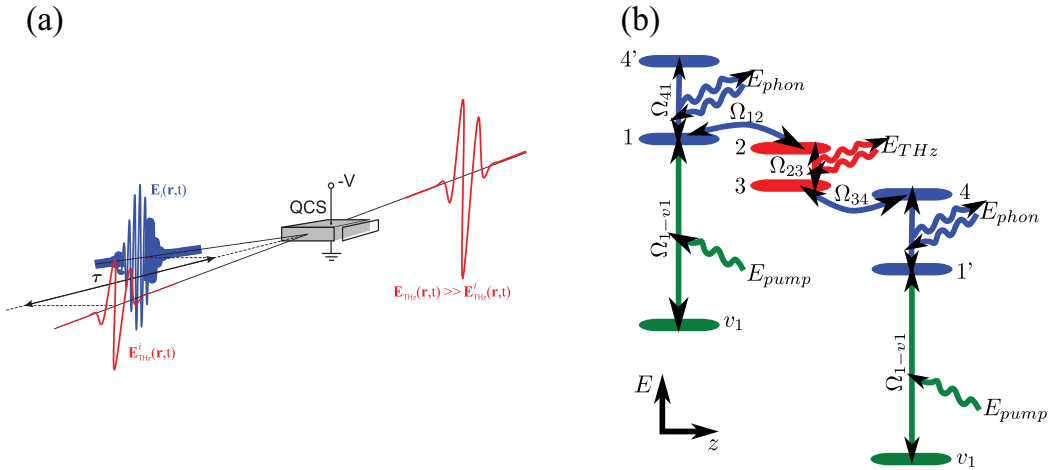 (a)
E_λ(r,t)
τ
E^i_THz(r,t)
-V
QCS
E_THz(r,t) >> E^i_THz(r,t)
(b)
4'
Ω_41
E_phon
1
Ω_12
2
E_THz
Ω_23
3
Ω_34
4
E_phon
Ω_1−v1
E_pump
1'
v_1
E
z
Ω_1−v1
E_pump
v_1